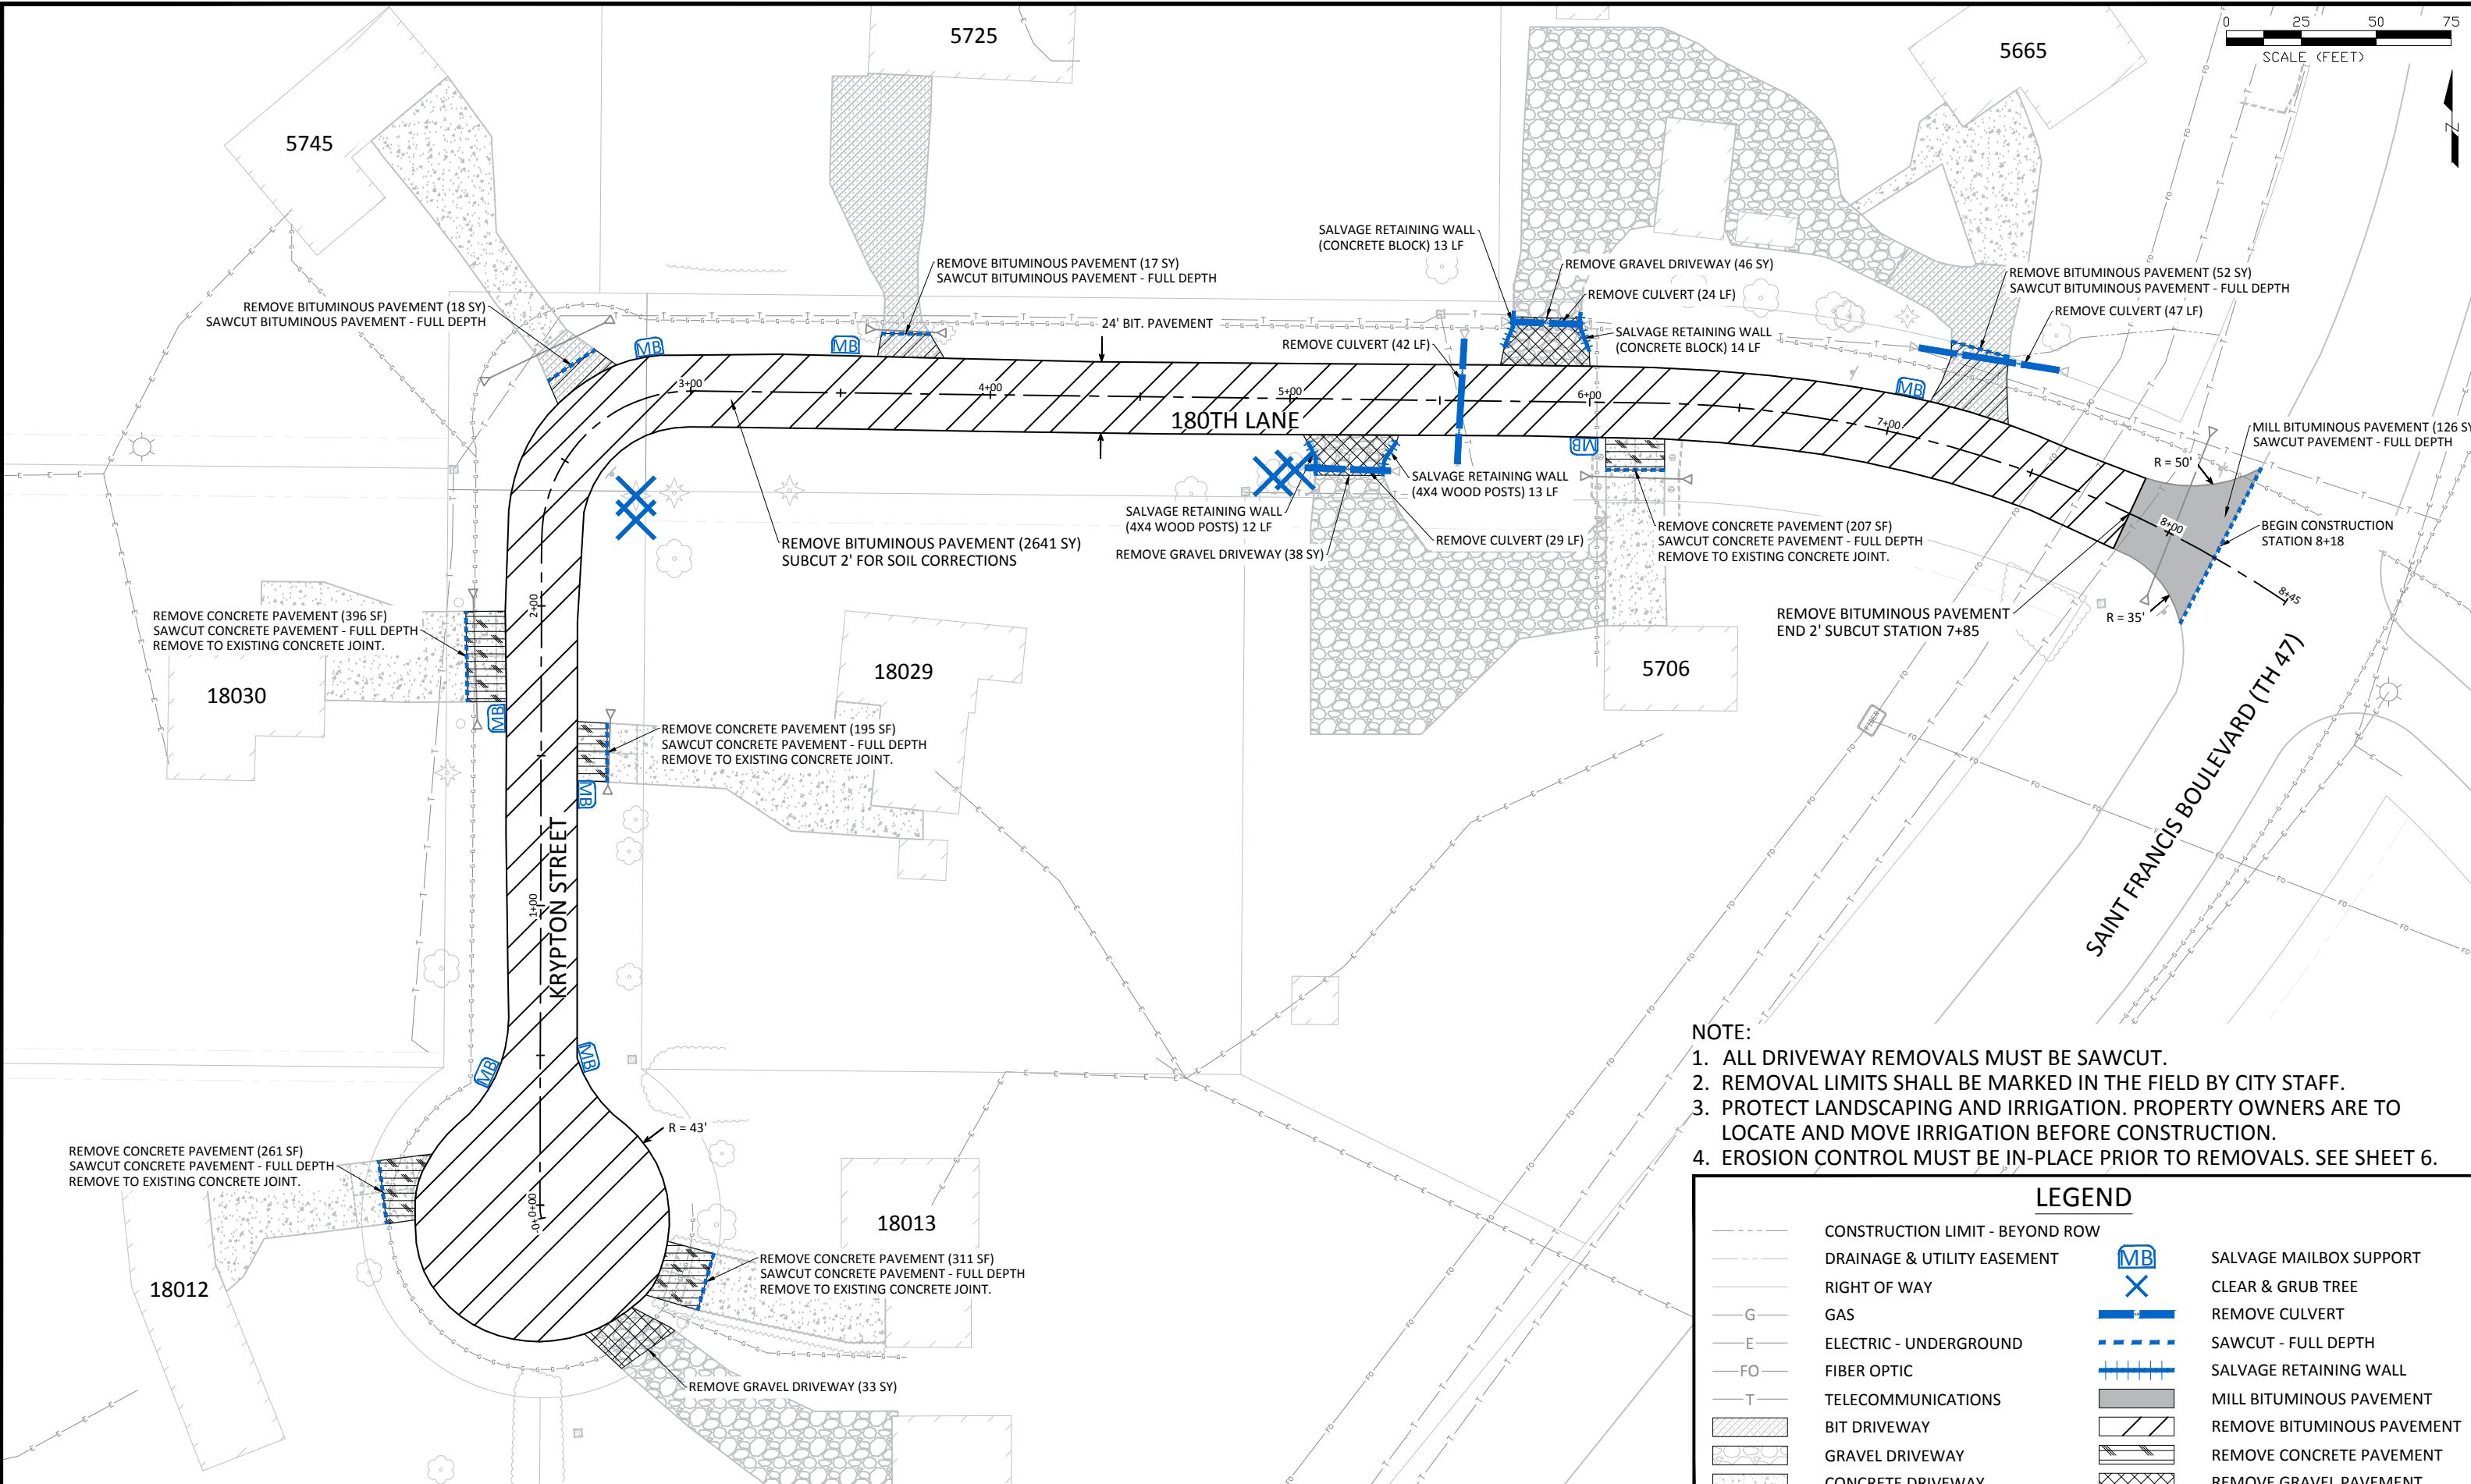 5725
5665
0 25 50 75
SCALE (FEET)
N
5745
SALVAGE RETAINING WALL
(CONCRETE BLOCK) 13 LF
REMOVE BITUMINOUS PAVEMENT (17 SY)
SAWCUT BITUMINOUS PAVEMENT - FULL DEPTH
REMOVE GRAVEL DRIVEWAY (46 SY)
REMOVE BITUMINOUS PAVEMENT (52 SY)
SAWCUT BITUMINOUS PAVEMENT - FULL DEPTH
REMOVE BITUMINOUS PAVEMENT (18 SY)
SAWCUT BITUMINOUS PAVEMENT - FULL DEPTH
REMOVE CULVERT (24 LF)
REMOVE CULVERT (47 LF)
24' BIT. PAVEMENT
SALVAGE RETAINING WALL
(CONCRETE BLOCK) 14 LF
REMOVE CULVERT (42 LF)
MB
MB
MB
3+00
4+00
5+00
6+00
7+00
180TH LANE
MB
MILL BITUMINOUS PAVEMENT (126 SY
SAWCUT PAVEMENT - FULL DEPTH
R = 50'
SALVAGE RETAINING WALL
(4X4 WOOD POSTS) 13 LF
SALVAGE RETAINING WALL
(4X4 WOOD POSTS) 12 LF
REMOVE CONCRETE PAVEMENT (207 SF)
SAWCUT CONCRETE PAVEMENT - FULL DEPTH
REMOVE TO EXISTING CONCRETE JOINT.
8+00
BEGIN CONSTRUCTION
STATION 8+18
REMOVE BITUMINOUS PAVEMENT (2641 SY)
SUBCUT 2' FOR SOIL CORRECTIONS
REMOVE GRAVEL DRIVEWAY (38 SY)
REMOVE CULVERT (29 LF)
8+45
REMOVE BITUMINOUS PAVEMENT
END 2' SUBCUT STATION 7+85
R = 35'
2+00
REMOVE CONCRETE PAVEMENT (396 SF)
SAWCUT CONCRETE PAVEMENT - FULL DEPTH
REMOVE TO EXISTING CONCRETE JOINT.
18030
18029
5706
MB
FIBER
REMOVE CONCRETE PAVEMENT (195 SF)
SAWCUT CONCRETE PAVEMENT - FULL DEPTH
REMOVE TO EXISTING CONCRETE JOINT.
MB
SAINT FRANCIS BOULEVARD (TH 47)
1+00
KRYPTON STREET
MB
MB
R = 43'
REMOVE CONCRETE PAVEMENT (261 SF)
SAWCUT CONCRETE PAVEMENT - FULL DEPTH
REMOVE TO EXISTING CONCRETE JOINT.
-0+0+00
18013
18012
REMOVE CONCRETE PAVEMENT (311 SF)
SAWCUT CONCRETE PAVEMENT - FULL DEPTH
REMOVE TO EXISTING CONCRETE JOINT.
REMOVE GRAVEL DRIVEWAY (33 SY)
NOTE:
1. ALL DRIVEWAY REMOVALS MUST BE SAWCUT.
2. REMOVAL LIMITS SHALL BE MARKED IN THE FIELD BY CITY STAFF.
3. PROTECT LANDSCAPING AND IRRIGATION. PROPERTY OWNERS ARE TO
LOCATE AND MOVE IRRIGATION BEFORE CONSTRUCTION.
4. EROSION CONTROL MUST BE IN-PLACE PRIOR TO REMOVALS. SEE SHEET 6.
LEGEND
CONSTRUCTION LIMIT - BEYOND ROW
DRAINAGE & UTILITY EASEMENT
RIGHT OF WAY
G GAS
E ELECTRIC - UNDERGROUND
FO FIBER OPTIC
T TELECOMMUNICATIONS
BIT DRIVEWAY
GRAVEL DRIVEWAY
CONCRETE DRIVEWAY
MB SALVAGE MAILBOX SUPPORT
CLEAR & GRUB TREE
REMOVE CULVERT
SAWCUT - FULL DEPTH
SALVAGE RETAINING WALL
MILL BITUMINOUS PAVEMENT
REMOVE BITUMINOUS PAVEMENT
REMOVE CONCRETE PAVEMENT
REMOVE GRAVEL PAVEMENT